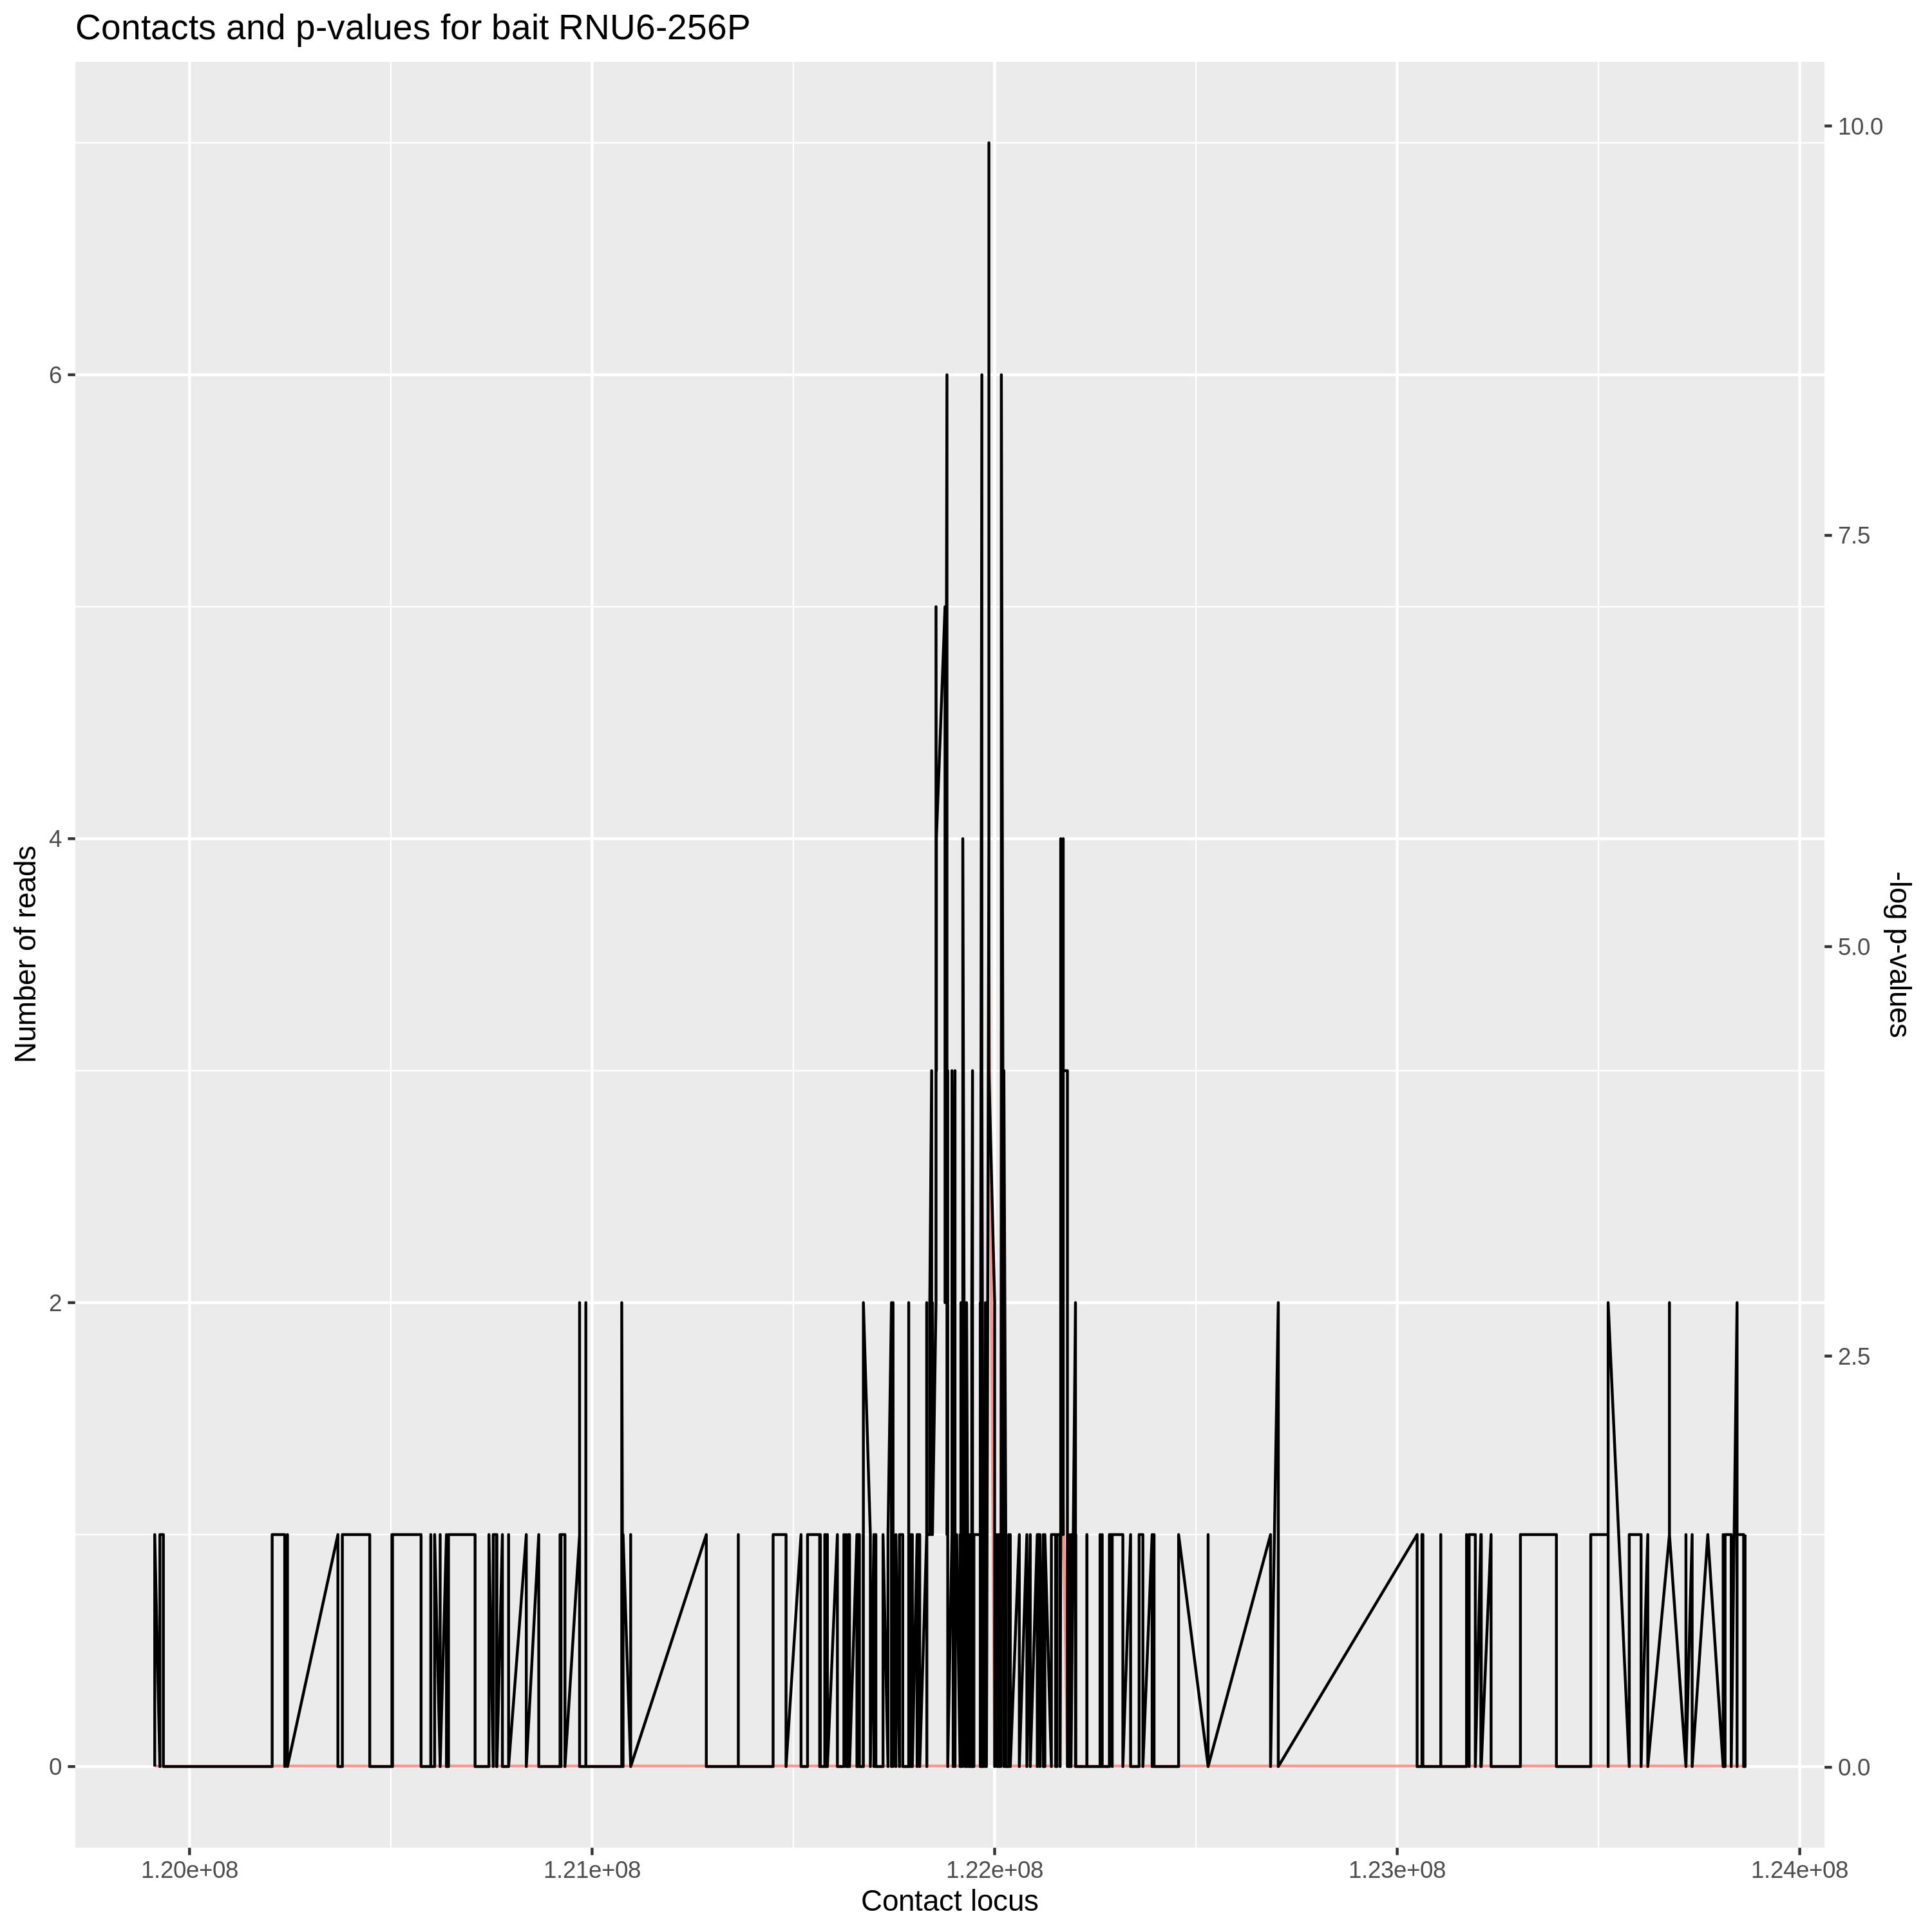 Contacts and p-values for bait RNU6-256P
Number of reads
6
4
2
0
10.0
7.5
5.0
2.5
0.0
-log p-values
1.20e+08
1.21e+08
1.22e+08
1.23e+08
1.24e+08
Contact locus